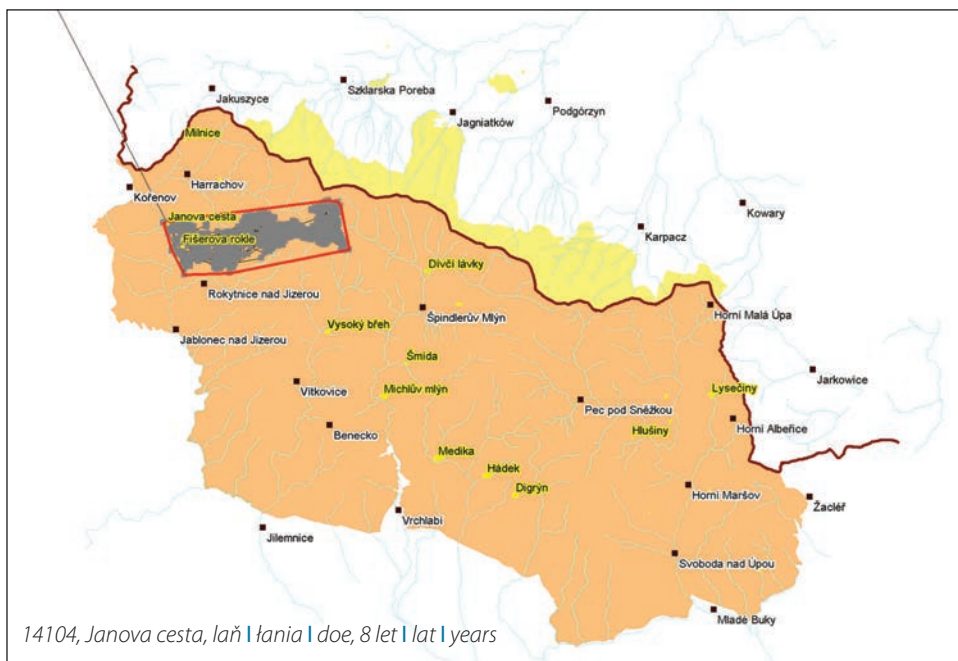 Szklarska Poreba
Jakuszyce
Podgórzyn
Jagniatków
Milnice
Harrachov
Kořenov
Kowary
Janova cesta
Karpacz
Fišerova rokle
Dívčí lávky
Rokytnice nad Jizerou
Horní Malá Úpa
Špindlerův Mlýn
Vysoký břeh
Jablonec nad Jizerou
Šmída
Jarkowice
Vítkovice
Michlův mlýn
Lysečiny
Pec pod Sněžkou
Horní Albeřice
Benecko
Hlušiny
Medika
Hádek
Horní Maršov
Digrýn
Žacléř
Vrchlabí
Jilemnice
Svoboda nad Úpou
Mladé Buky
14104, Janova cesta, laň | łania | doe, 8 let | lat | years